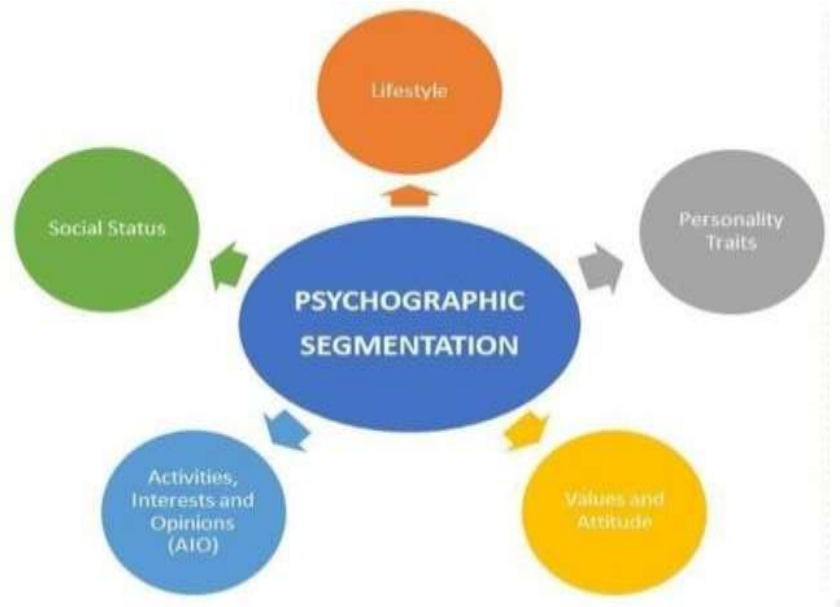 Lifestyle
Social Status
Personality
Traits
PSYCHOGRAPHIC
SEGMENTATION
Activities,
Interests and
Opinions
(AIO)
Values and
Attitude